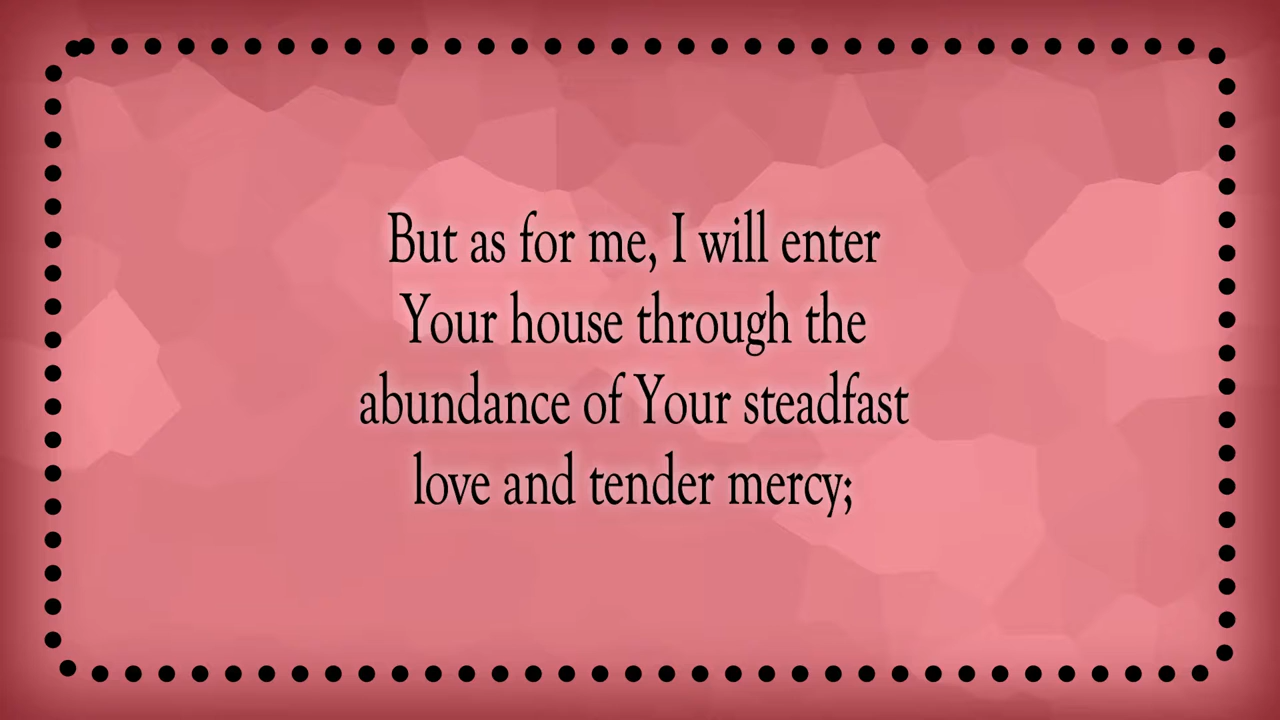 But as for me, I will enter
Your house through the
abundance of Your steadfast
love and tender mercy;